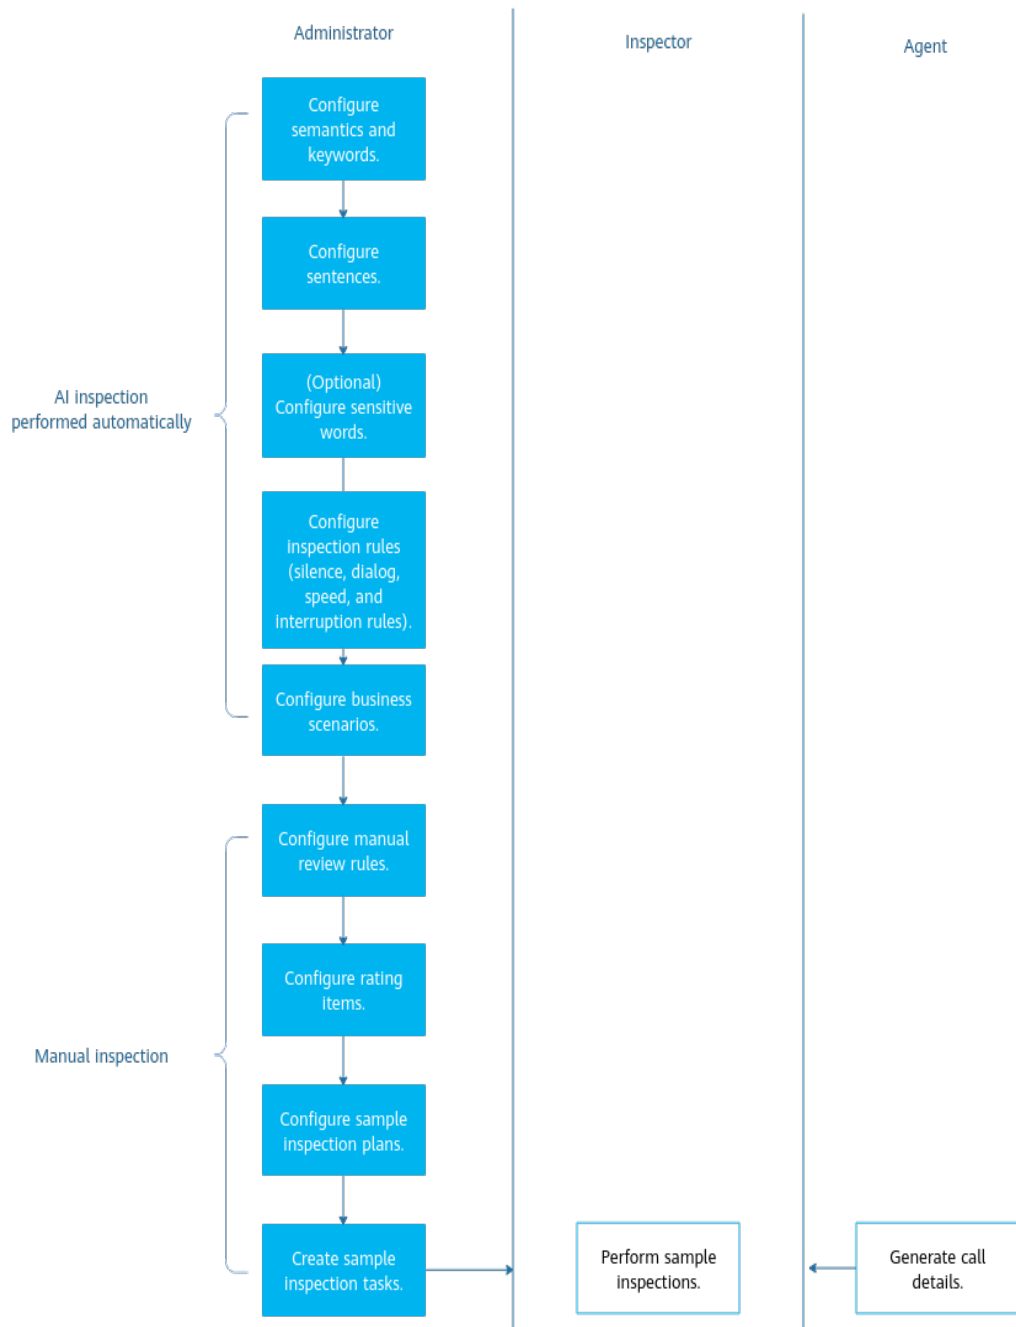 Administrator
Inspector
Agent
Configure
semantics and
keywords.
Configure
sentences.
AI inspection
performed automatically
(Optional)
Configure sensitive
words.
Configure
inspection rules
(silence, dialog,
speed, and
interruption rules).
Configure business
scenarios.
Configure manual
review rules.
Configure rating
items.
Manual inspection
Configure sample
inspection plans.
Create sample
inspection tasks.
Perform sample
inspections.
Generate call
details.